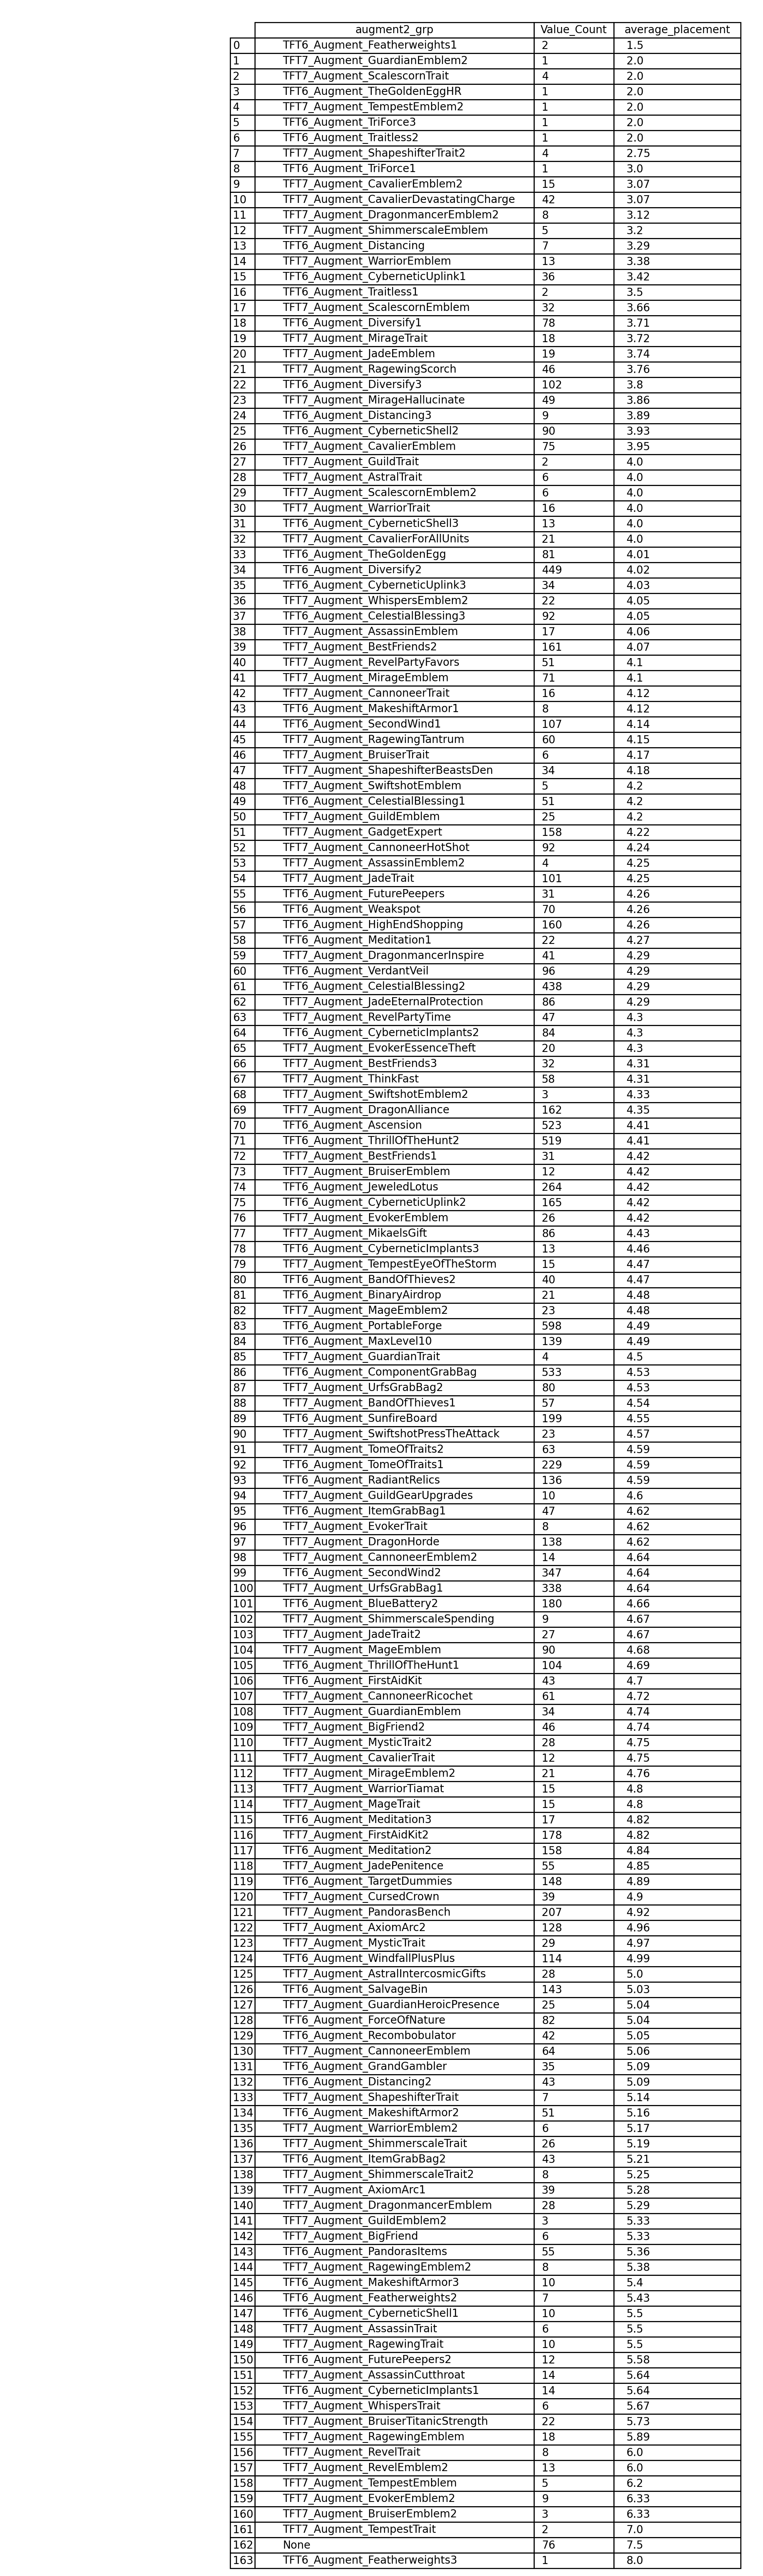 augment2_grp Value_Count average_placement
0 TFT6_Augment_Featherweights1 2 1.5
1 TFT7_Augment_GuardianEmblem2 1 2.0
2 TFT7_Augment_ScalescornTrait 4 2.0
3 TFT6_Augment_TheGoldenEggHR 1 2.0
4 TFT7_Augment_TempestEmblem2 1 2.0
5 TFT6_Augment_TriForce3 1 2.0
6 TFT6_Augment_Traitless2 1 2.0
7 TFT7_Augment_ShapeshifterTrait2 4 2.75
8 TFT6_Augment_TriForce1 1 3.0
9 TFT7_Augment_CavalierEmblem2 15 3.07
10 TFT7_Augment_CavalierDevastatingCharge 42 3.07
11 TFT7_Augment_DragonmancerEmblem2 8 3.12
12 TFT7_Augment_ShimmerscaleEmblem 5 3.2
13 TFT6_Augment_Distancing 7 3.29
14 TFT7_Augment_WarriorEmblem 13 3.38
15 TFT6_Augment_CyberneticUplink1 36 3.42
16 TFT6_Augment_Traitless1 2 3.5
17 TFT7_Augment_ScalescornEmblem 32 3.66
18 TFT6_Augment_Diversify1 78 3.71
19 TFT7_Augment_MirageTrait 18 3.72
20 TFT7_Augment_JadeEmblem 19 3.74
21 TFT7_Augment_RagewingScorch 46 3.76
22 TFT6_Augment_Diversify3 102 3.8
23 TFT7_Augment_MirageHallucinate 49 3.86
24 TFT6_Augment_Distancing3 9 3.89
25 TFT6_Augment_CyberneticShell2 90 3.93
26 TFT7_Augment_CavalierEmblem 75 3.95
27 TFT7_Augment_GuildTrait 2 4.0
28 TFT7_Augment_AstralTrait 6 4.0
29 TFT7_Augment_ScalescornEmblem2 6 4.0
30 TFT7_Augment_WarriorTrait 16 4.0
31 TFT6_Augment_CyberneticShell3 13 4.0
32 TFT7_Augment_CavalierForAllUnits 21 4.0
33 TFT6_Augment_TheGoldenEgg 81 4.01
34 TFT6_Augment_Diversify2 449 4.02
35 TFT6_Augment_CyberneticUplink3 34 4.03
36 TFT7_Augment_WhispersEmblem2 22 4.05
37 TFT6_Augment_CelestialBlessing3 92 4.05
38 TFT7_Augment_AssassinEmblem 17 4.06
39 TFT7_Augment_BestFriends2 161 4.07
40 TFT7_Augment_RevelPartyFavors 51 4.1
41 TFT7_Augment_MirageEmblem 71 4.1
42 TFT7_Augment_CannoneerTrait 16 4.12
43 TFT6_Augment_MakeshiftArmor1 8 4.12
44 TFT6_Augment_SecondWind1 107 4.14
45 TFT7_Augment_RagewingTantrum 60 4.15
46 TFT7_Augment_BruiserTrait 6 4.17
47 TFT7_Augment_ShapeshifterBeastsDen 34 4.18
48 TFT7_Augment_SwiftshotEmblem 5 4.2
49 TFT6_Augment_CelestialBlessing1 51 4.2
50 TFT7_Augment_GuildEmblem 25 4.2
51 TFT7_Augment_GadgetExpert 158 4.22
52 TFT7_Augment_CannoneerHotShot 92 4.24
53 TFT7_Augment_AssassinEmblem2 4 4.25
54 TFT7_Augment_JadeTrait 101 4.25
55 TFT6_Augment_FuturePeepers 31 4.26
56 TFT6_Augment_Weakspot 70 4.26
57 TFT6_Augment_HighEndShopping 160 4.26
58 TFT6_Augment_Meditation1 22 4.27
59 TFT7_Augment_DragonmancerInspire 41 4.29
60 TFT6_Augment_VerdantVeil 96 4.29
61 TFT6_Augment_CelestialBlessing2 438 4.29
62 TFT7_Augment_JadeEternalProtection 86 4.29
63 TFT7_Augment_RevelPartyTime 47 4.3
64 TFT6_Augment_CyberneticImplants2 84 4.3
65 TFT7_Augment_EvokerEssenceTheft 20 4.3
66 TFT7_Augment_BestFriends3 32 4.31
67 TFT7_Augment_ThinkFast 58 4.31
68 TFT7_Augment_SwiftshotEmblem2 3 4.33
69 TFT7_Augment_DragonAlliance 162 4.35
70 TFT6_Augment_Ascension 523 4.41
71 TFT6_Augment_ThrillOfTheHunt2 519 4.41
72 TFT7_Augment_BestFriends1 31 4.42
73 TFT7_Augment_BruiserEmblem 12 4.42
74 TFT6_Augment_JeweledLotus 264 4.42
75 TFT6_Augment_CyberneticUplink2 165 4.42
76 TFT7_Augment_EvokerEmblem 26 4.42
77 TFT7_Augment_MikaelsGift 86 4.43
78 TFT6_Augment_CyberneticImplants3 13 4.46
79 TFT7_Augment_TempestEyeOfTheStorm 15 4.47
80 TFT6_Augment_BandOfThieves2 40 4.47
81 TFT6_Augment_BinaryAirdrop 21 4.48
82 TFT7_Augment_MageEmblem2 23 4.48
83 TFT6_Augment_PortableForge 598 4.49
84 TFT6_Augment_MaxLevel10 139 4.49
85 TFT7_Augment_GuardianTrait 4 4.5
86 TFT6_Augment_ComponentGrabBag 533 4.53
87 TFT7_Augment_UrfsGrabBag2 80 4.53
88 TFT7_Augment_BandOfThieves1 57 4.54
89 TFT6_Augment_SunfireBoard 199 4.55
90 TFT7_Augment_SwiftshotPressTheAttack 23 4.57
91 TFT7_Augment_TomeOfTraits2 63 4.59
92 TFT6_Augment_TomeOfTraits1 229 4.59
93 TFT6_Augment_RadiantRelics 136 4.59
94 TFT7_Augment_GuildGearUpgrades 10 4.6
95 TFT6_Augment_ItemGrabBag1 47 4.62
96 TFT7_Augment_EvokerTrait 8 4.62
97 TFT7_Augment_DragonHorde 138 4.62
98 TFT7_Augment_CannoneerEmblem2 14 4.64
99 TFT6_Augment_SecondWind2 347 4.64
100 TFT7_Augment_UrfsGrabBag1 338 4.64
101 TFT6_Augment_BlueBattery2 180 4.66
102 TFT7_Augment_ShimmerscaleSpending 9 4.67
103 TFT7_Augment_JadeTrait2 27 4.67
104 TFT7_Augment_MageEmblem 90 4.68
105 TFT6_Augment_ThrillOfTheHunt1 104 4.69
106 TFT6_Augment_FirstAidKit 43 4.7
107 TFT7_Augment_CannoneerRicochet 61 4.72
108 TFT7_Augment_GuardianEmblem 34 4.74
109 TFT7_Augment_BigFriend2 46 4.74
110 TFT7_Augment_MysticTrait2 28 4.75
111 TFT7_Augment_CavalierTrait 12 4.75
112 TFT7_Augment_MirageEmblem2 21 4.76
113 TFT7_Augment_WarriorTiamat 15 4.8
114 TFT7_Augment_MageTrait 15 4.8
115 TFT6_Augment_Meditation3 17 4.82
116 TFT7_Augment_FirstAidKit2 178 4.82
117 TFT6_Augment_Meditation2 158 4.84
118 TFT7_Augment_JadePenitence 55 4.85
119 TFT6_Augment_TargetDummies 148 4.89
120 TFT7_Augment_CursedCrown 39 4.9
121 TFT7_Augment_PandorasBench 207 4.92
122 TFT7_Augment_AxiomArc2 128 4.96
123 TFT7_Augment_MysticTrait 29 4.97
124 TFT6_Augment_WindfallPlusPlus 114 4.99
125 TFT7_Augment_AstralIntercosmicGifts 28 5.0
126 TFT6_Augment_SalvageBin 143 5.03
127 TFT7_Augment_GuardianHeroicPresence 25 5.04
128 TFT6_Augment_ForceOfNature 82 5.04
129 TFT6_Augment_Recombobulator 42 5.05
130 TFT7_Augment_CannoneerEmblem 64 5.06
131 TFT6_Augment_GrandGambler 35 5.09
132 TFT6_Augment_Distancing2 43 5.09
133 TFT7_Augment_ShapeshifterTrait 7 5.14
134 TFT6_Augment_MakeshiftArmor2 51 5.16
135 TFT7_Augment_WarriorEmblem2 6 5.17
136 TFT7_Augment_ShimmerscaleTrait 26 5.19
137 TFT6_Augment_ItemGrabBag2 43 5.21
138 TFT7_Augment_ShimmerscaleTrait2 8 5.25
139 TFT7_Augment_AxiomArc1 39 5.28
140 TFT7_Augment_DragonmancerEmblem 28 5.29
141 TFT7_Augment_GuildEmblem2 3 5.33
142 TFT7_Augment_BigFriend 6 5.33
143 TFT6_Augment_PandorasItems 55 5.36
144 TFT7_Augment_RagewingEmblem2 8 5.38
145 TFT6_Augment_MakeshiftArmor3 10 5.4
146 TFT6_Augment_Featherweights2 7 5.43
147 TFT6_Augment_CyberneticShell1 10 5.5
148 TFT7_Augment_AssassinTrait 6 5.5
149 TFT7_Augment_RagewingTrait 10 5.5
150 TFT6_Augment_FuturePeepers2 12 5.58
151 TFT7_Augment_AssassinCutthroat 14 5.64
152 TFT6_Augment_CyberneticImplants1 14 5.64
153 TFT7_Augment_WhispersTrait 6 5.67
154 TFT7_Augment_BruiserTitanicStrength 22 5.73
155 TFT7_Augment_RagewingEmblem 18 5.89
156 TFT7_Augment_RevelTrait 8 6.0
157 TFT7_Augment_RevelEmblem2 13 6.0
158 TFT7_Augment_TempestEmblem 5 6.2
159 TFT7_Augment_EvokerEmblem2 9 6.33
160 TFT7_Augment_BruiserEmblem2 3 6.33
161 TFT7_Augment_TempestTrait 2 7.0
162 None 76 7.5
163 TFT6_Augment_Featherweights3 1 8.0